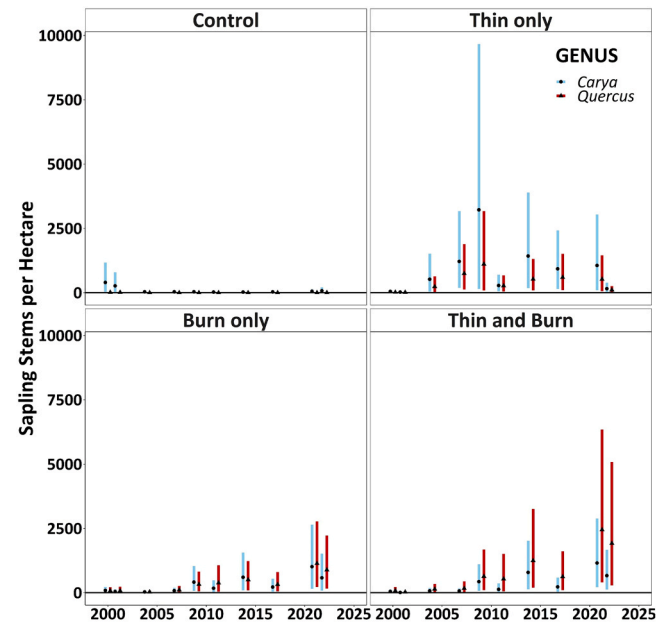 Control
Thin only
10000
7500
5000
2500
0
GENUS
Carya
Quercus
Sapling Stems per Hectare
Burn only
Thin and Burn
10000
7500
5000
2500
0
2000 2005 2010 2015 2020 2025
2000 2005 2010 2015 2020 2025